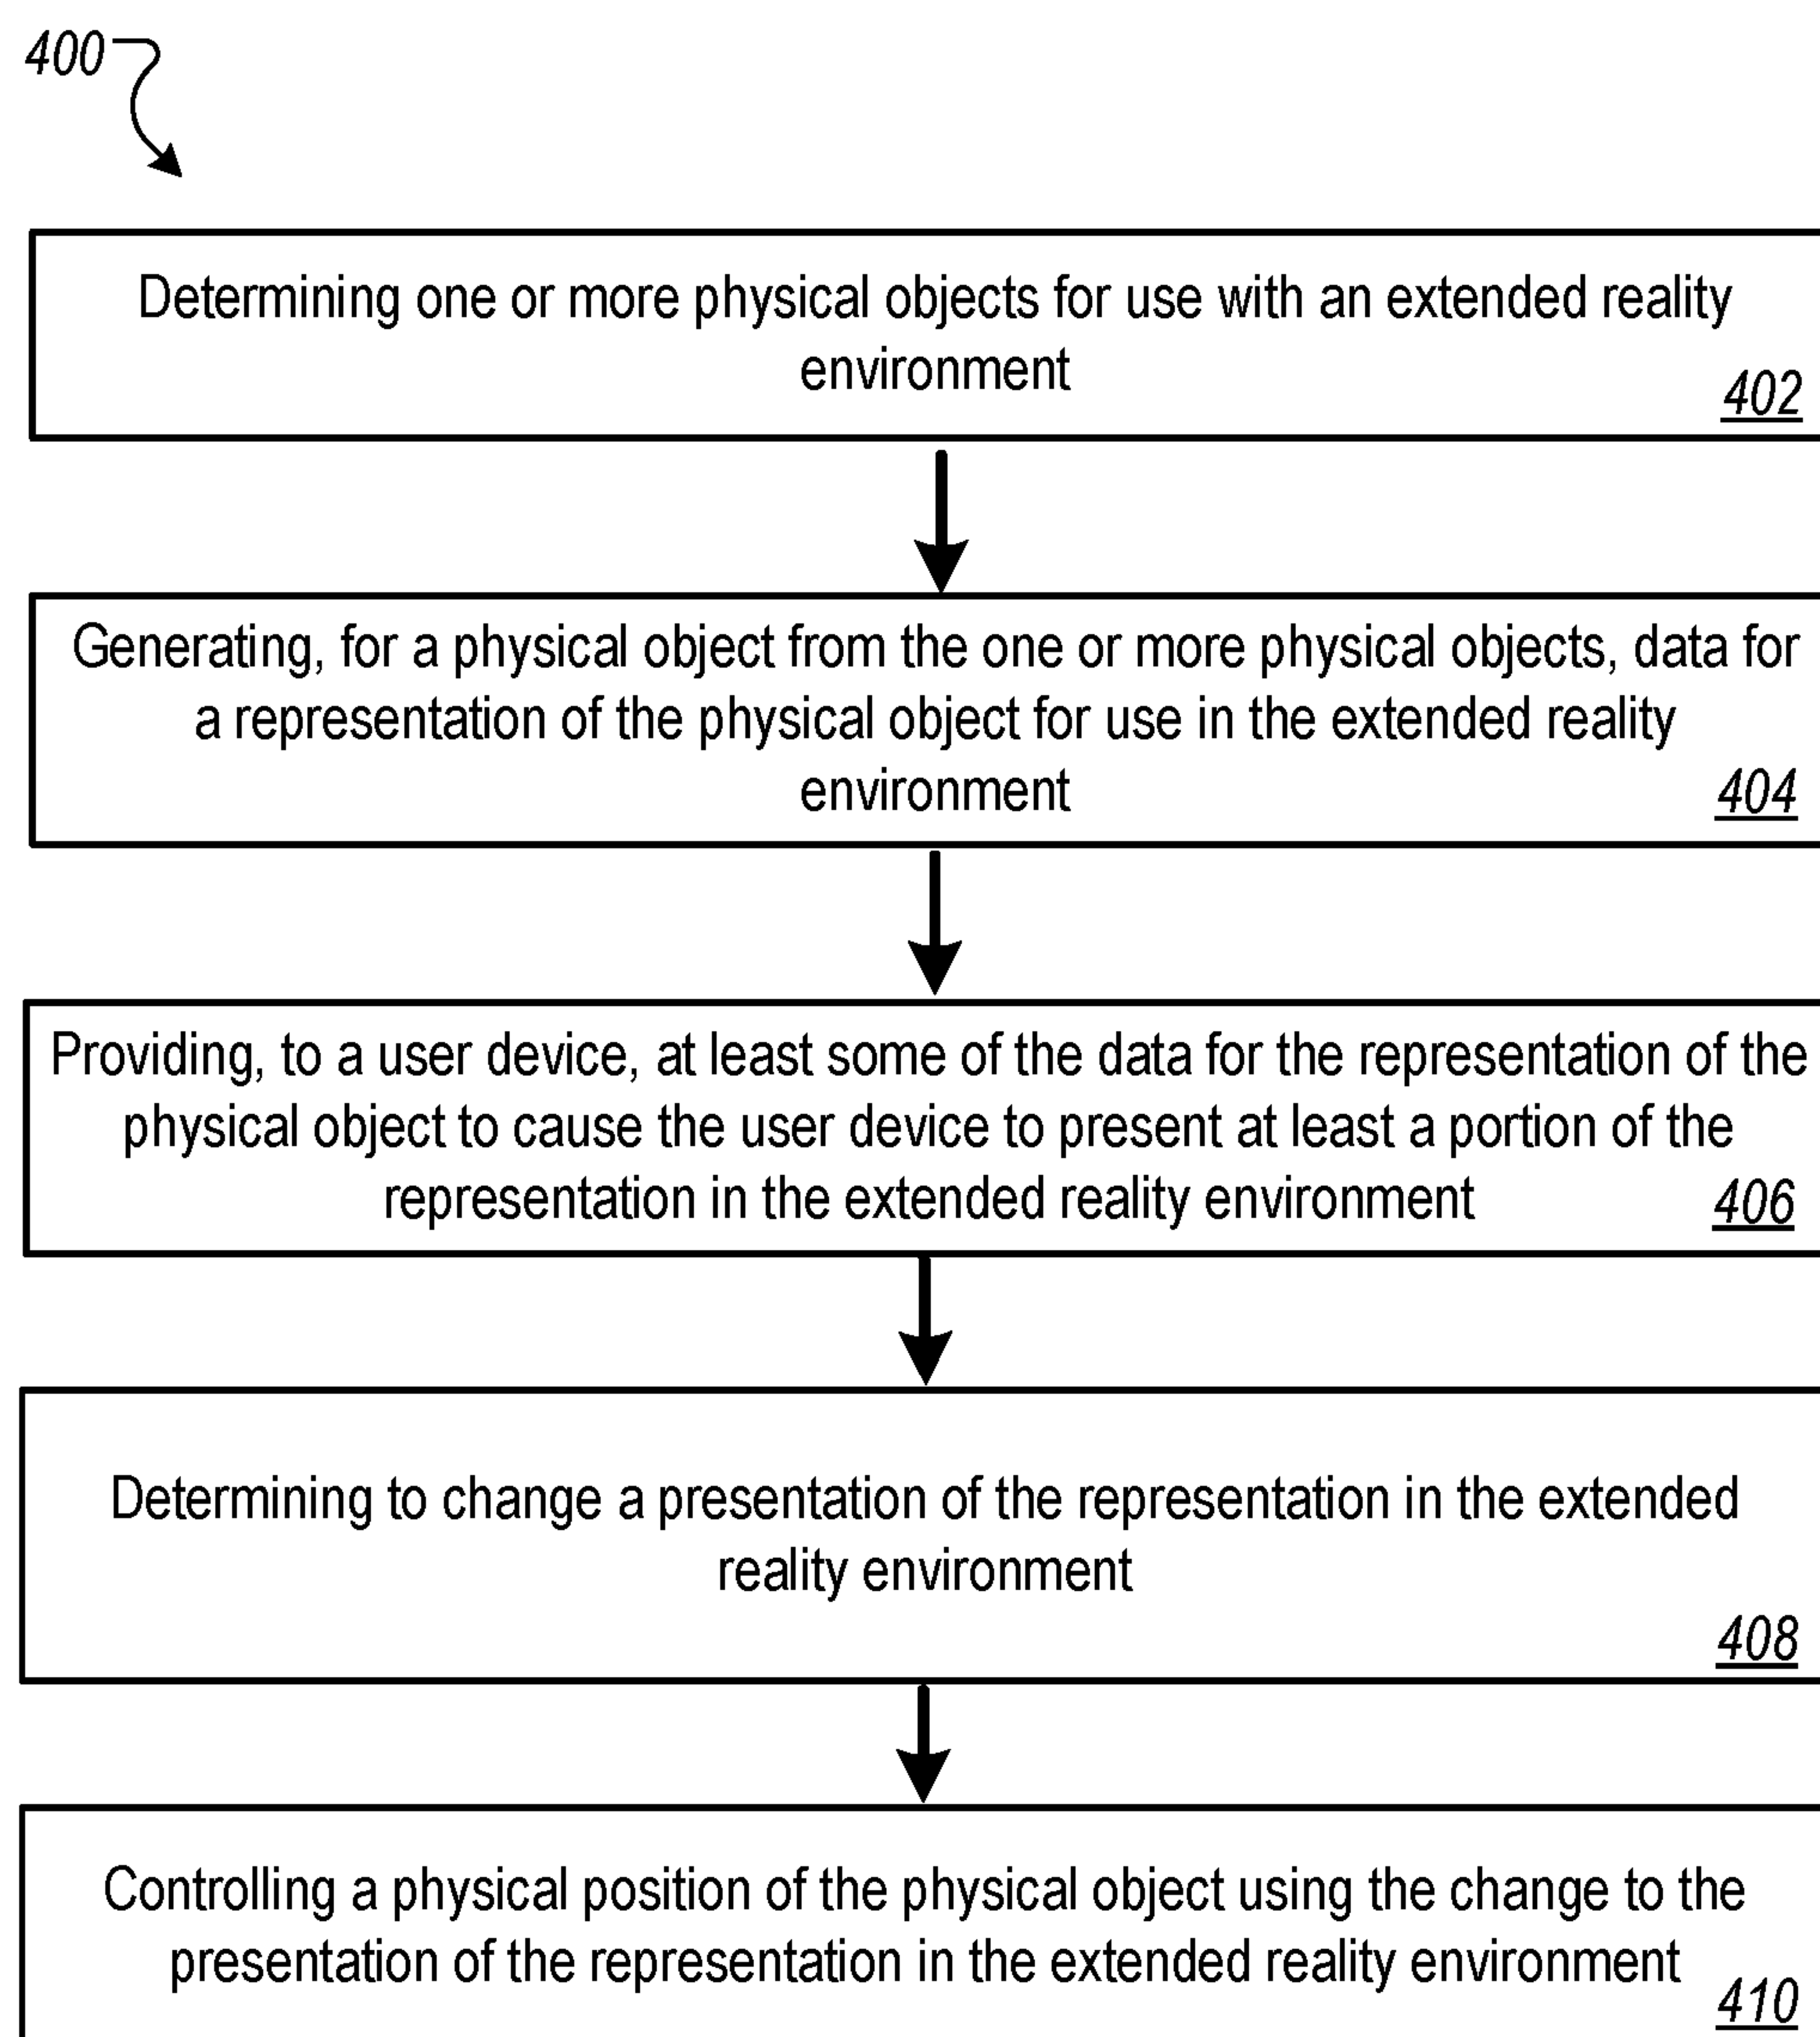 400
Determining one or more physical objects for use with an extended reality
environment
402
Generating, for a physical object from the one or more physical objects, data for
a representation of the physical object for use in the extended reality
environment
404
Providing, to a user device, at least some of the data for the representation of the
physical object to cause the user device to present at least a portion of the
representation in the extended reality environment
406
Determining to change a presentation of the representation in the extended
reality environment
408
Controlling a physical position of the physical object using the change to the
presentation of the representation in the extended reality environment
410